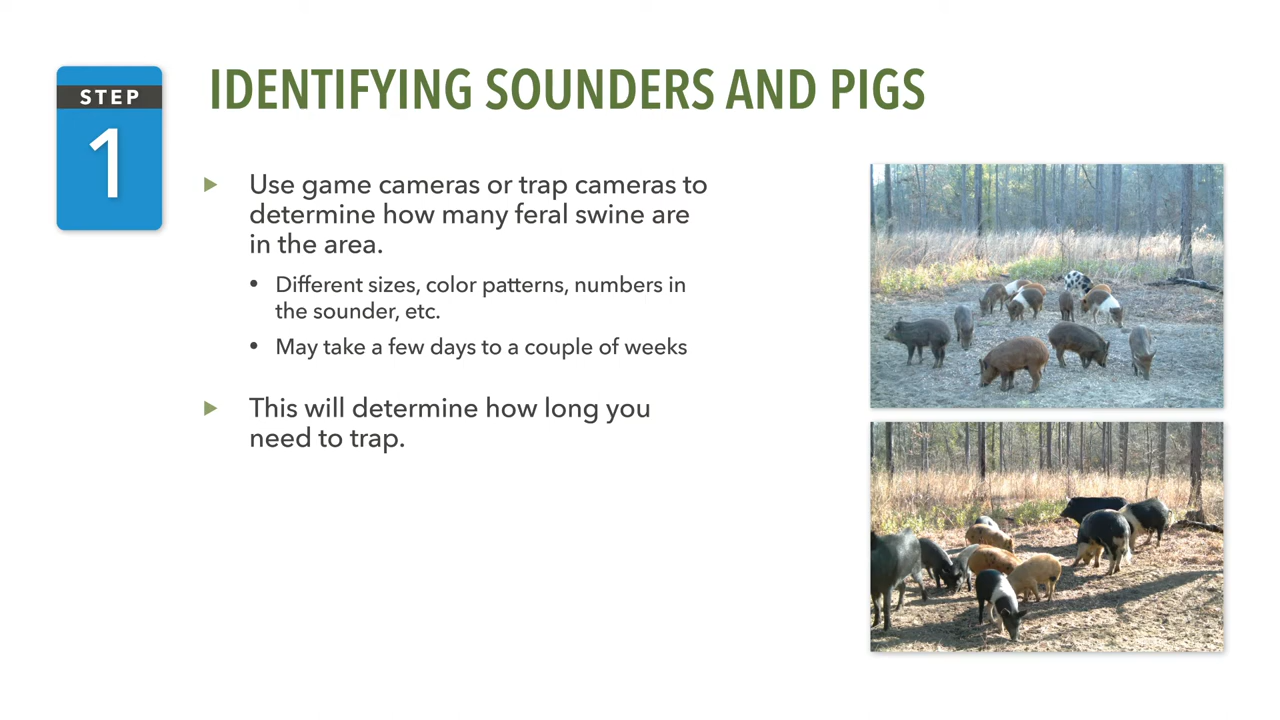 STEP
1
IDENTIFYING SOUNDERS AND PIGS
Use game cameras or trap cameras to
determine how many feral swine are
in the area.
• Different sizes, color patterns, numbers in
the sounder, etc.
• May take a few days to a couple of weeks
This will determine how long you
need to trap.